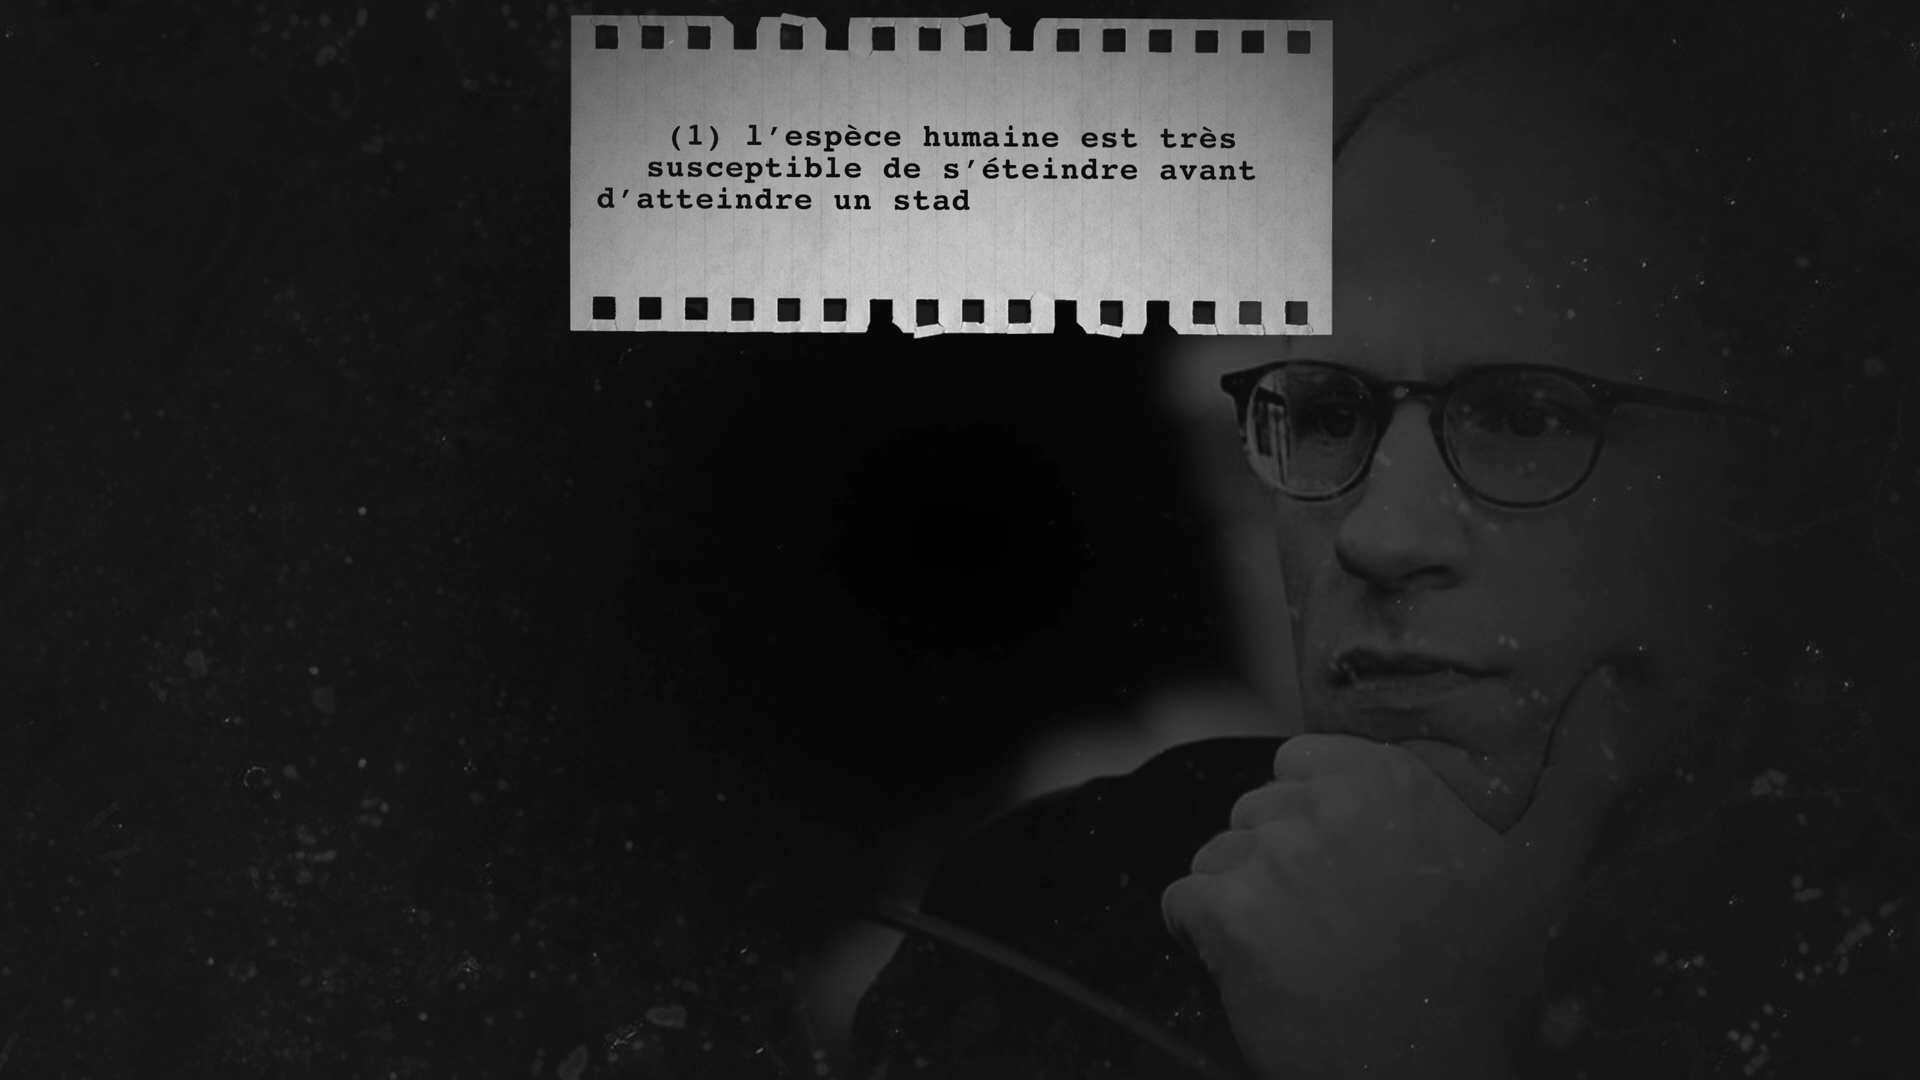 (1) l'espèce humaine est très
susceptible de s'éteindre avant
d'atteindre un stad